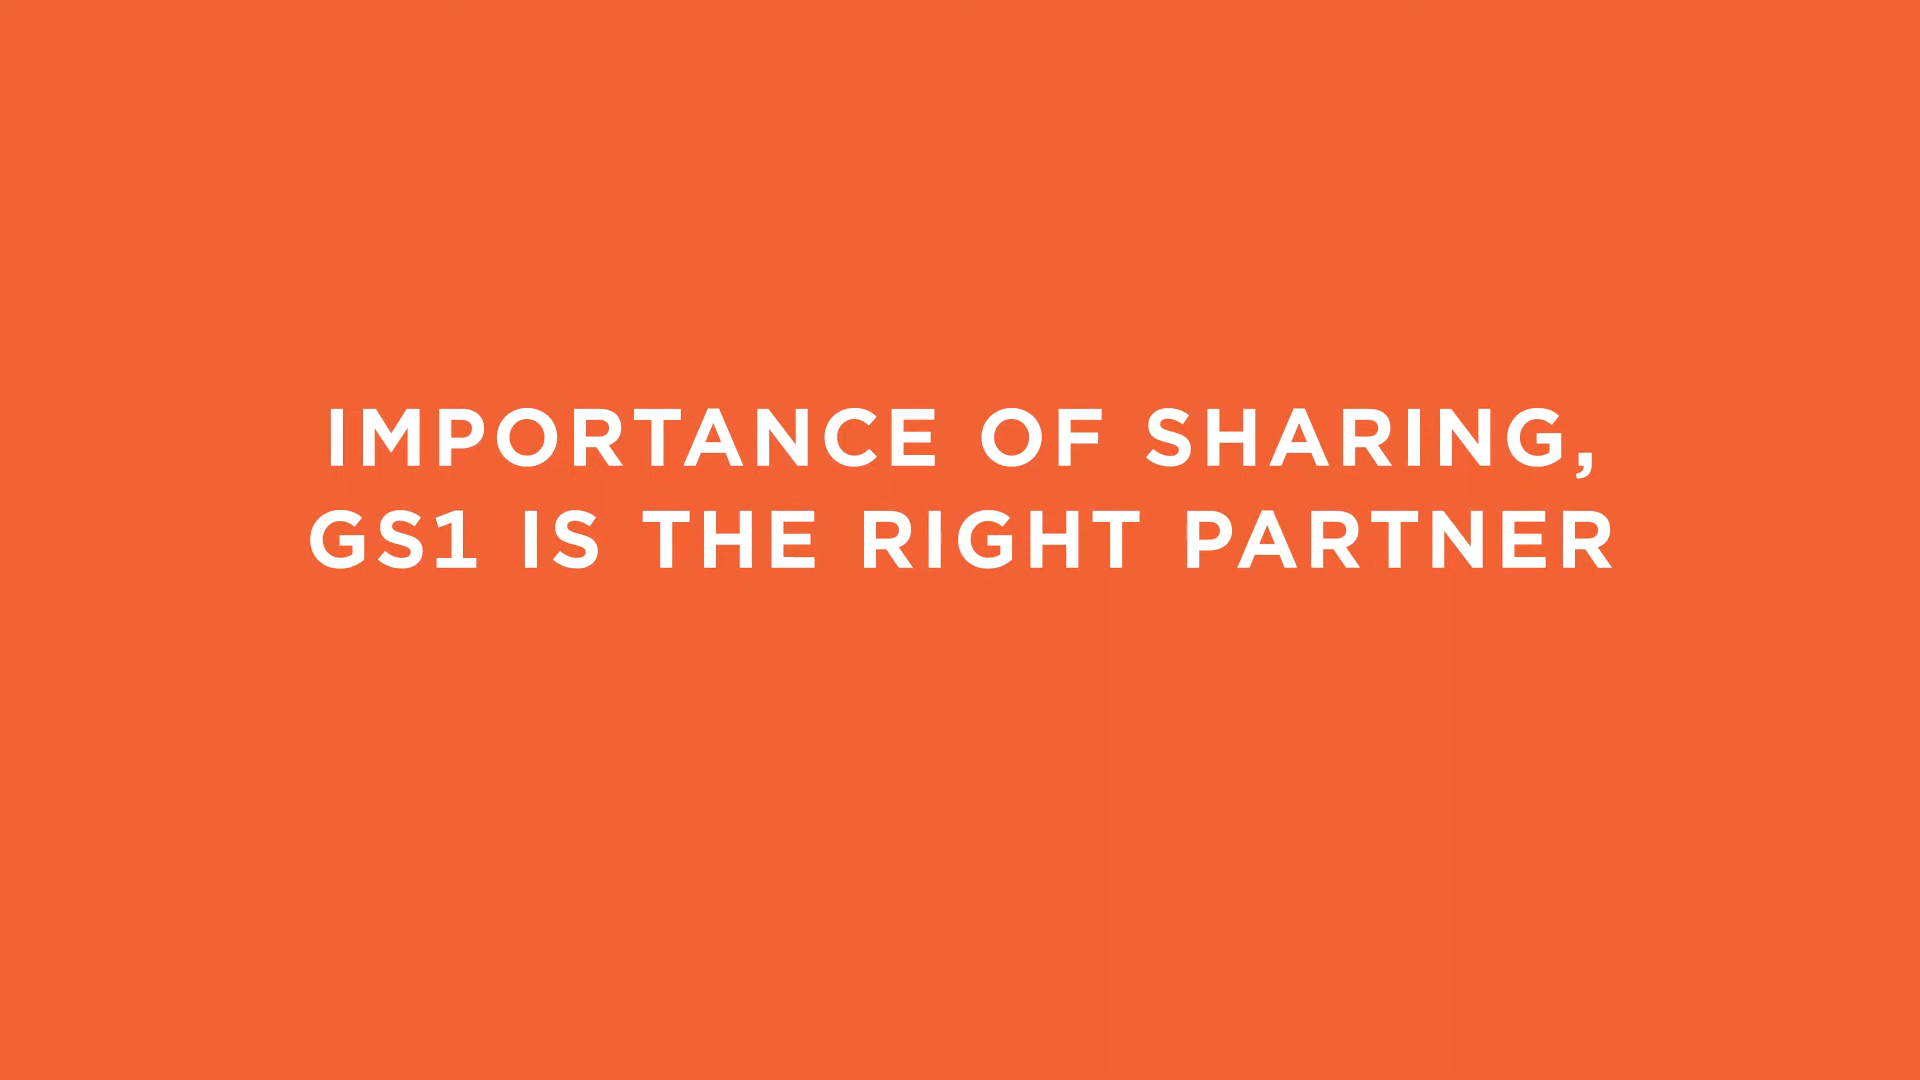 IMPORTANCE OF SHARING,
GS1 IS THE RIGHT PARTNER